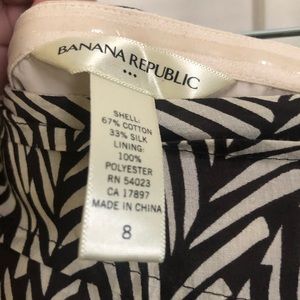 BANANA REPUBLIC
SHELL:
67% COTTON
33% SILK
LINING:
100%
POLYESTER
RN 54023
CA 17897
MADE IN CHINA
8